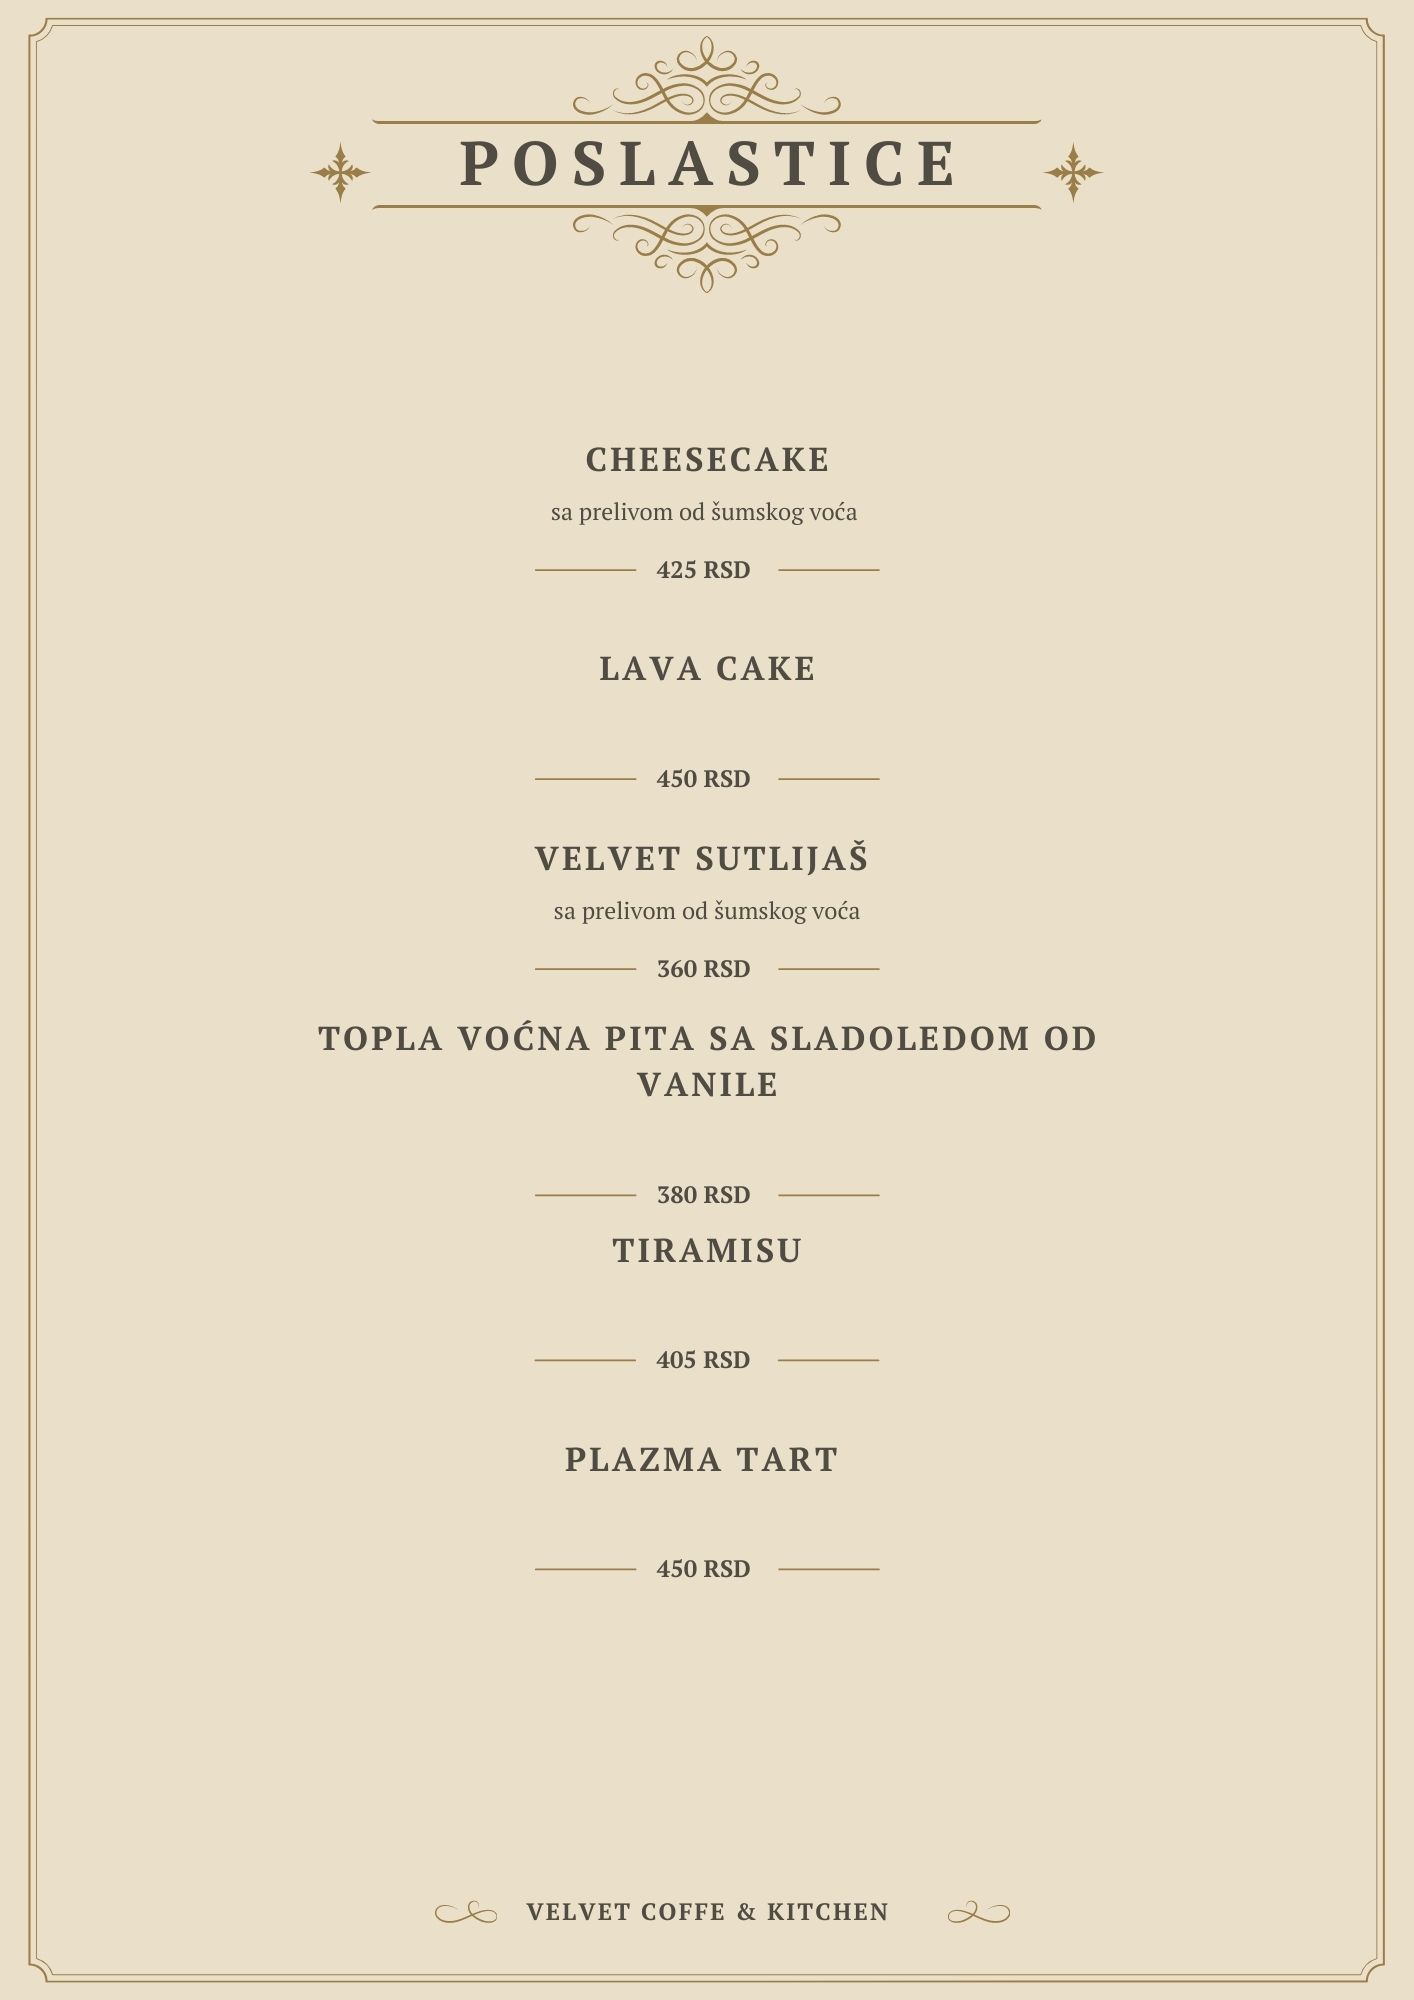 POSLASTICE
CHEESECAKE
sa prelivom od šumskog voća
425 RSD
LAVA CAKE
450 RSD
VELVET SUTLIJAŠ
sa prelivom od šumskog voća
360 RSD
TOPLA VOĆNA PITA SA SLADOLEDOM OD
VANILE
380 RSD
TIRAMISU
405 RSD
PLAZMA TART
450 RSD
VELVET COFFE & KITCHEN